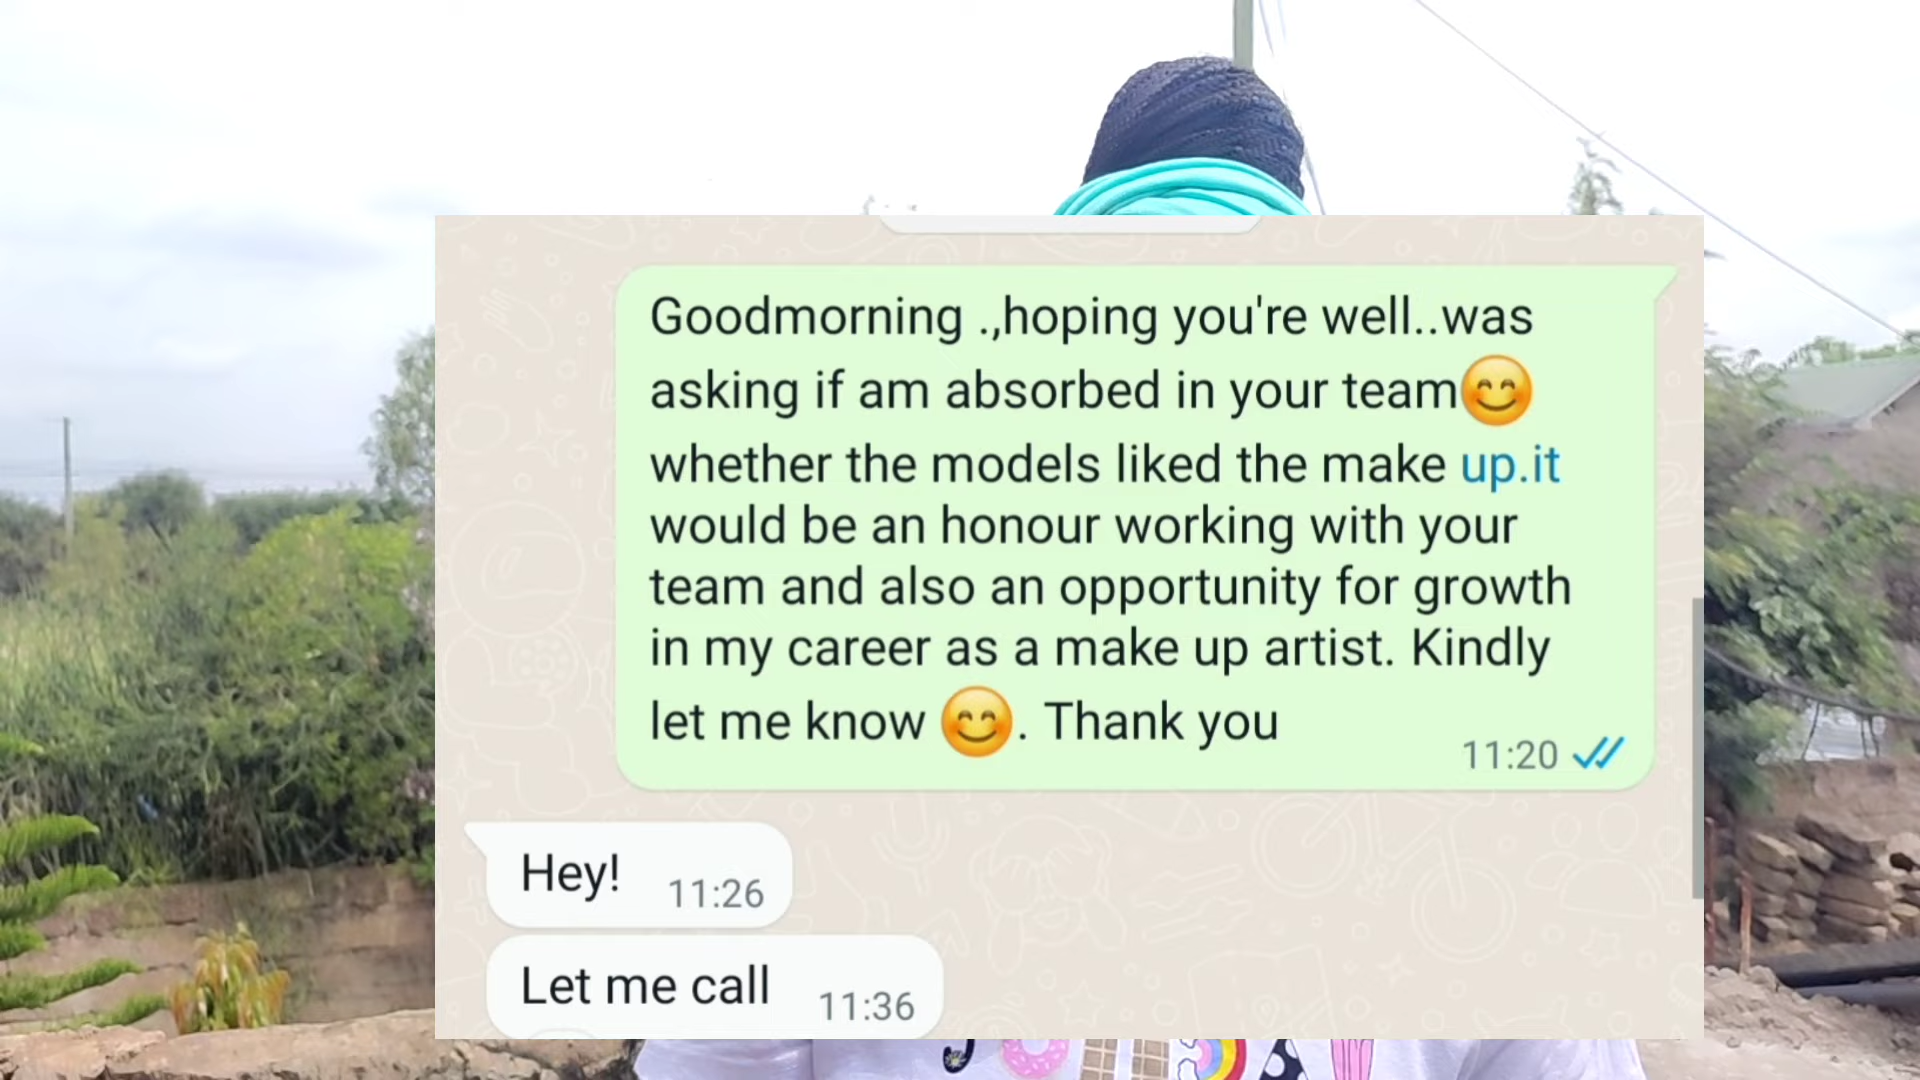 Goodmorning .,hoping you're well..was
asking if am absorbed in your team😊
whether the models liked the make up.it
would be an honour working with your
team and also an opportunity for growth
in my career as a make up artist. Kindly
let me know 😊. Thank you
11:20
Hey! 11:26
Let me call 11:36